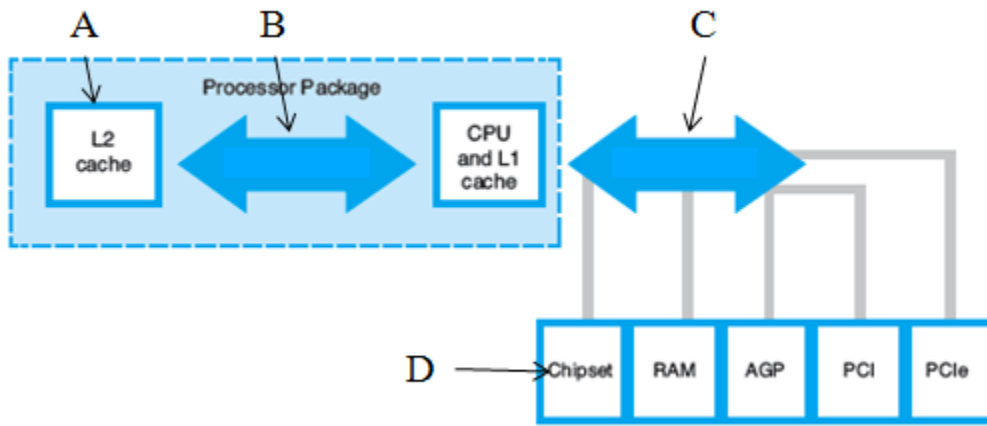 A
B
C
Processor Package
L2
cache
CPU
and L1
cache
D
Chipset
RAM
AGP
PCI
PCIe